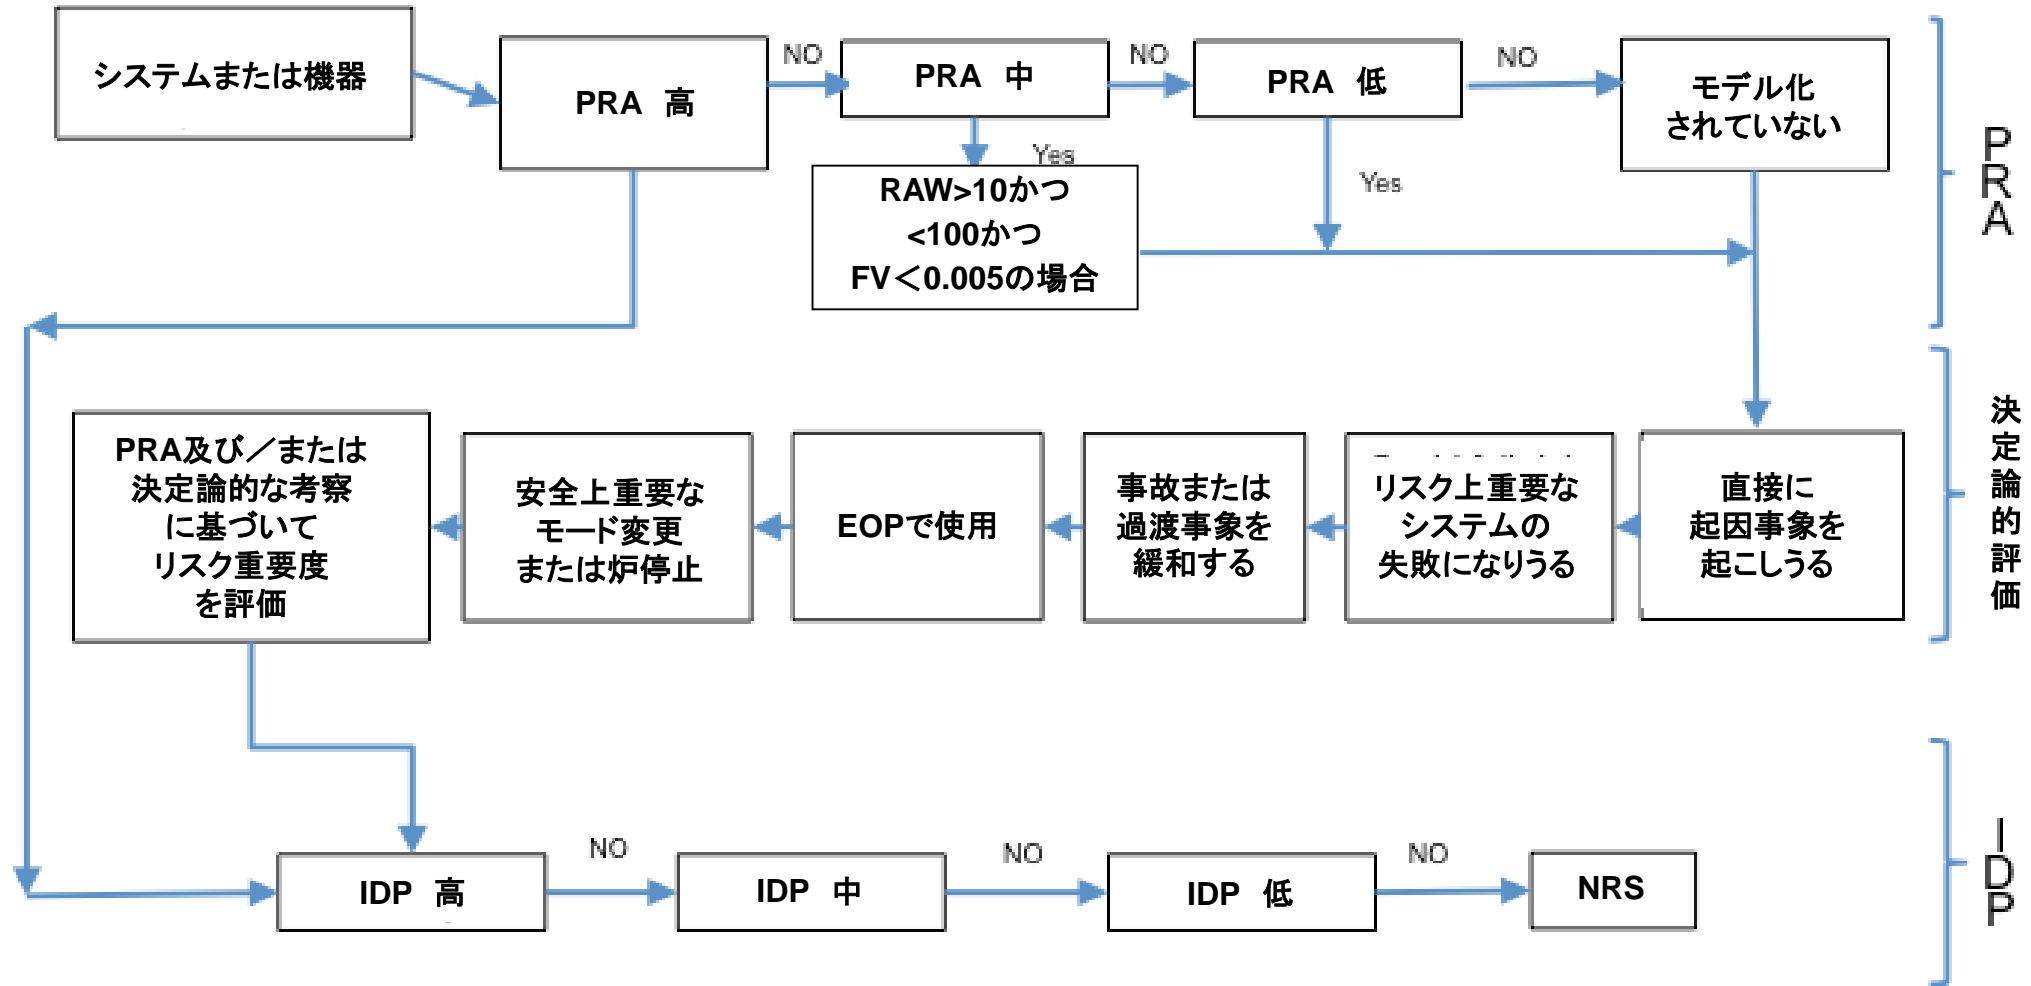 システムまたは機器
PRA 高
NO
PRA 中
NO
PRA 低
NO
モデル化
されていない
Yes
RAW>10かつ
<100かつ
FV＜0.005の場合
Yes
PRA
PRA及び／または
決定論的な考察
に基づいて
リスク重要度
を評価
安全上重要な
モード変更
または炉停止
EOPで使用
事故または
過渡事象を
緩和する
リスク上重要な
システムの
失敗になりうる
直接に
起因事象を
起こしうる
決定論的評価
IDP 高
NO
IDP 中
NO
IDP 低
NO
NRS
IDP